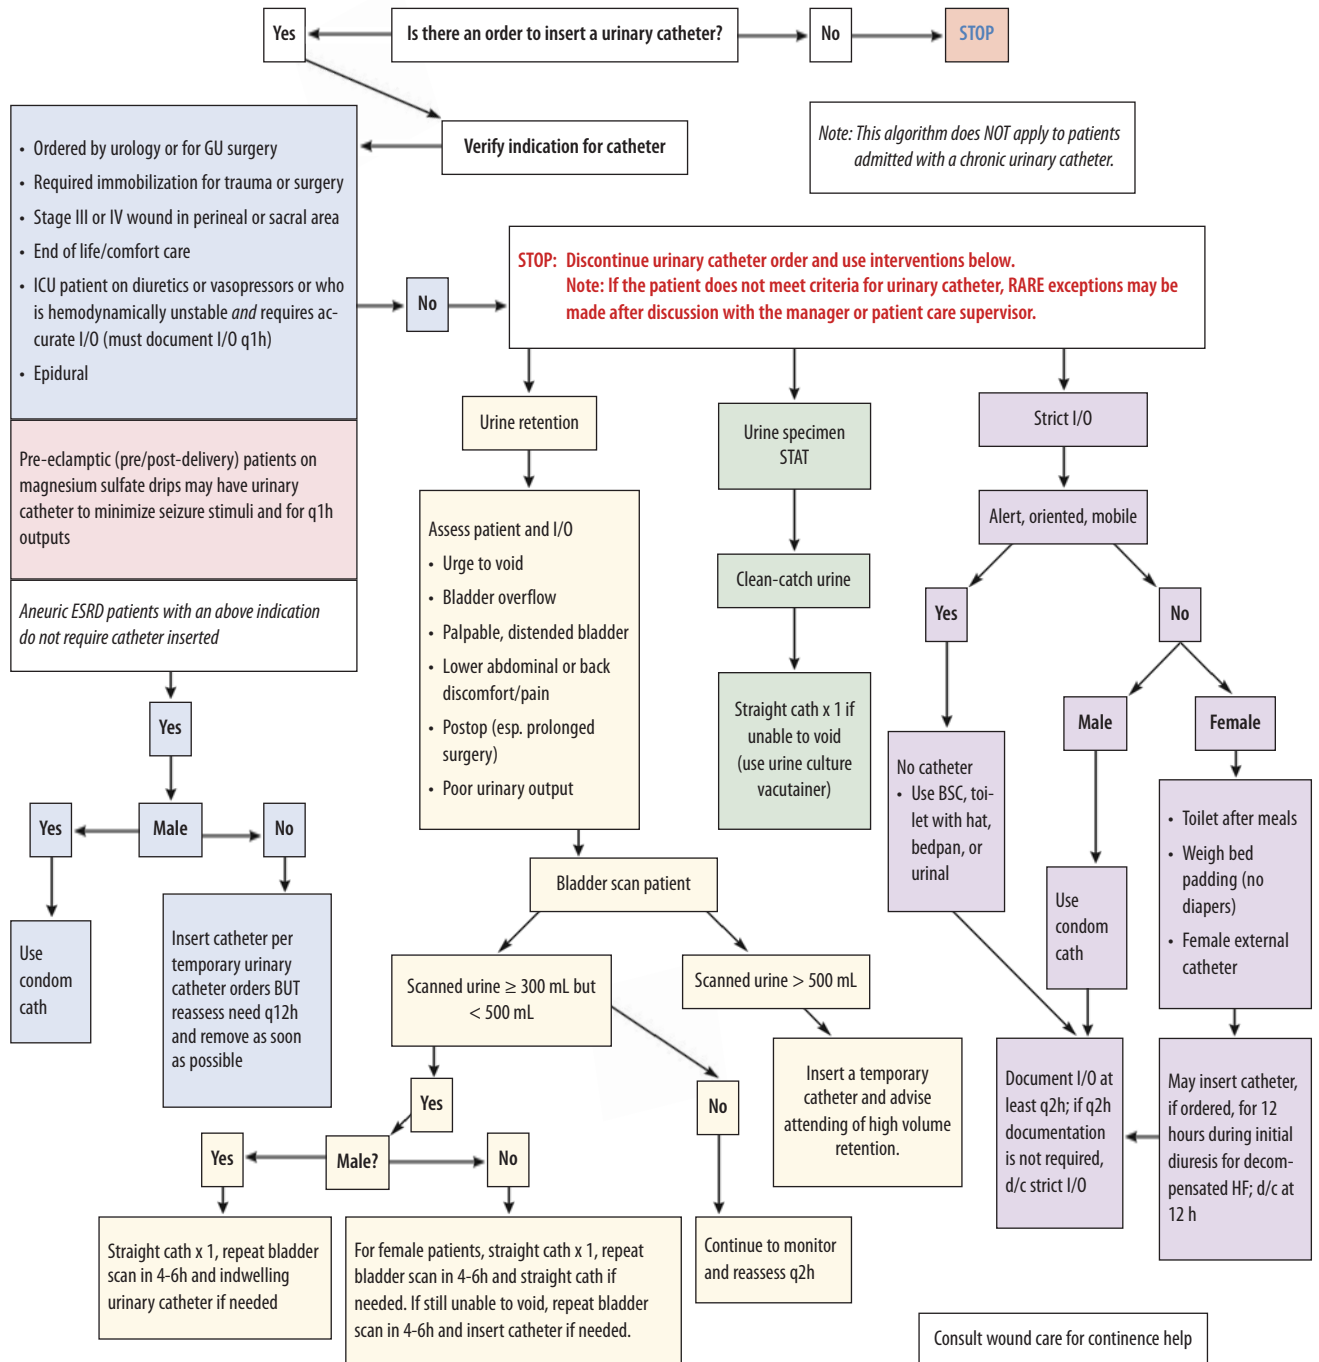 Yes
Is there an order to insert a urinary catheter?
No
STOP
Note: This algorithm does NOT apply to patients
admitted with a chronic urinary catheter.
Verify indication for catheter
• Ordered by urology or for GU surgery
• Required immobilization for trauma or surgery
• Stage III or IV wound in perineal or sacral area
• End of life/comfort care
• ICU patient on diuretics or vasopressors or who
is hemodynamically unstable and requires ac-
curate I/O (must document I/O q1h)
• Epidural
Pre-eclamptic (pre/post-delivery) patients on
magnesium sulfate drips may have urinary
catheter to minimize seizure stimuli and for q1h
outputs
Aneuric ESRD patients with an above indication
do not require catheter inserted
No
STOP: Discontinue urinary catheter order and use interventions below.
Note: If the patient does not meet criteria for urinary catheter, RARE exceptions may be
made after discussion with the manager or patient care supervisor.
Yes
Yes
Male
No
Use
condom
cath
Insert catheter per
temporary urinary
catheter orders BUT
reassess need q12h
and remove as soon
as possible
Urine retention
Assess patient and I/O
• Urge to void
• Bladder overflow
• Palpable, distended bladder
• Lower abdominal or back
discomfort/pain
• Postop (esp. prolonged
surgery)
• Poor urinary output
Bladder scan patient
Scanned urine ≥ 300 mL but
< 500 mL
Scanned urine > 500 mL
Yes
No
Insert a temporary
catheter and advise
attending of high volume
retention.
Yes
Male?
No
Straight cath x 1, repeat bladder
scan in 4-6h and indwelling
urinary catheter if needed
For female patients, straight cath x 1, repeat
bladder scan in 4-6h and straight cath if
needed. If still unable to void, repeat bladder
scan in 4-6h and insert catheter if needed.
Continue to monitor
and reassess q2h
Urine specimen
STAT
Clean-catch urine
Straight cath x 1 if
unable to void
(use urine culture
vacutainer)
Strict I/O
Alert, oriented, mobile
Yes
No
Male
Female
No catheter
• Use BSC, toi-
let with hat,
bedpan, or
urinal
Use
condom
cath
• Toilet after meals
• Weigh bed
padding (no
diapers)
• Female external
catheter
Document I/O at
least q2h; if q2h
documentation
is not required,
d/c strict I/O
May insert catheter,
if ordered, for 12
hours during initial
diuresis for decom-
pensated HF; d/c at
12 h
Consult wound care for continence help